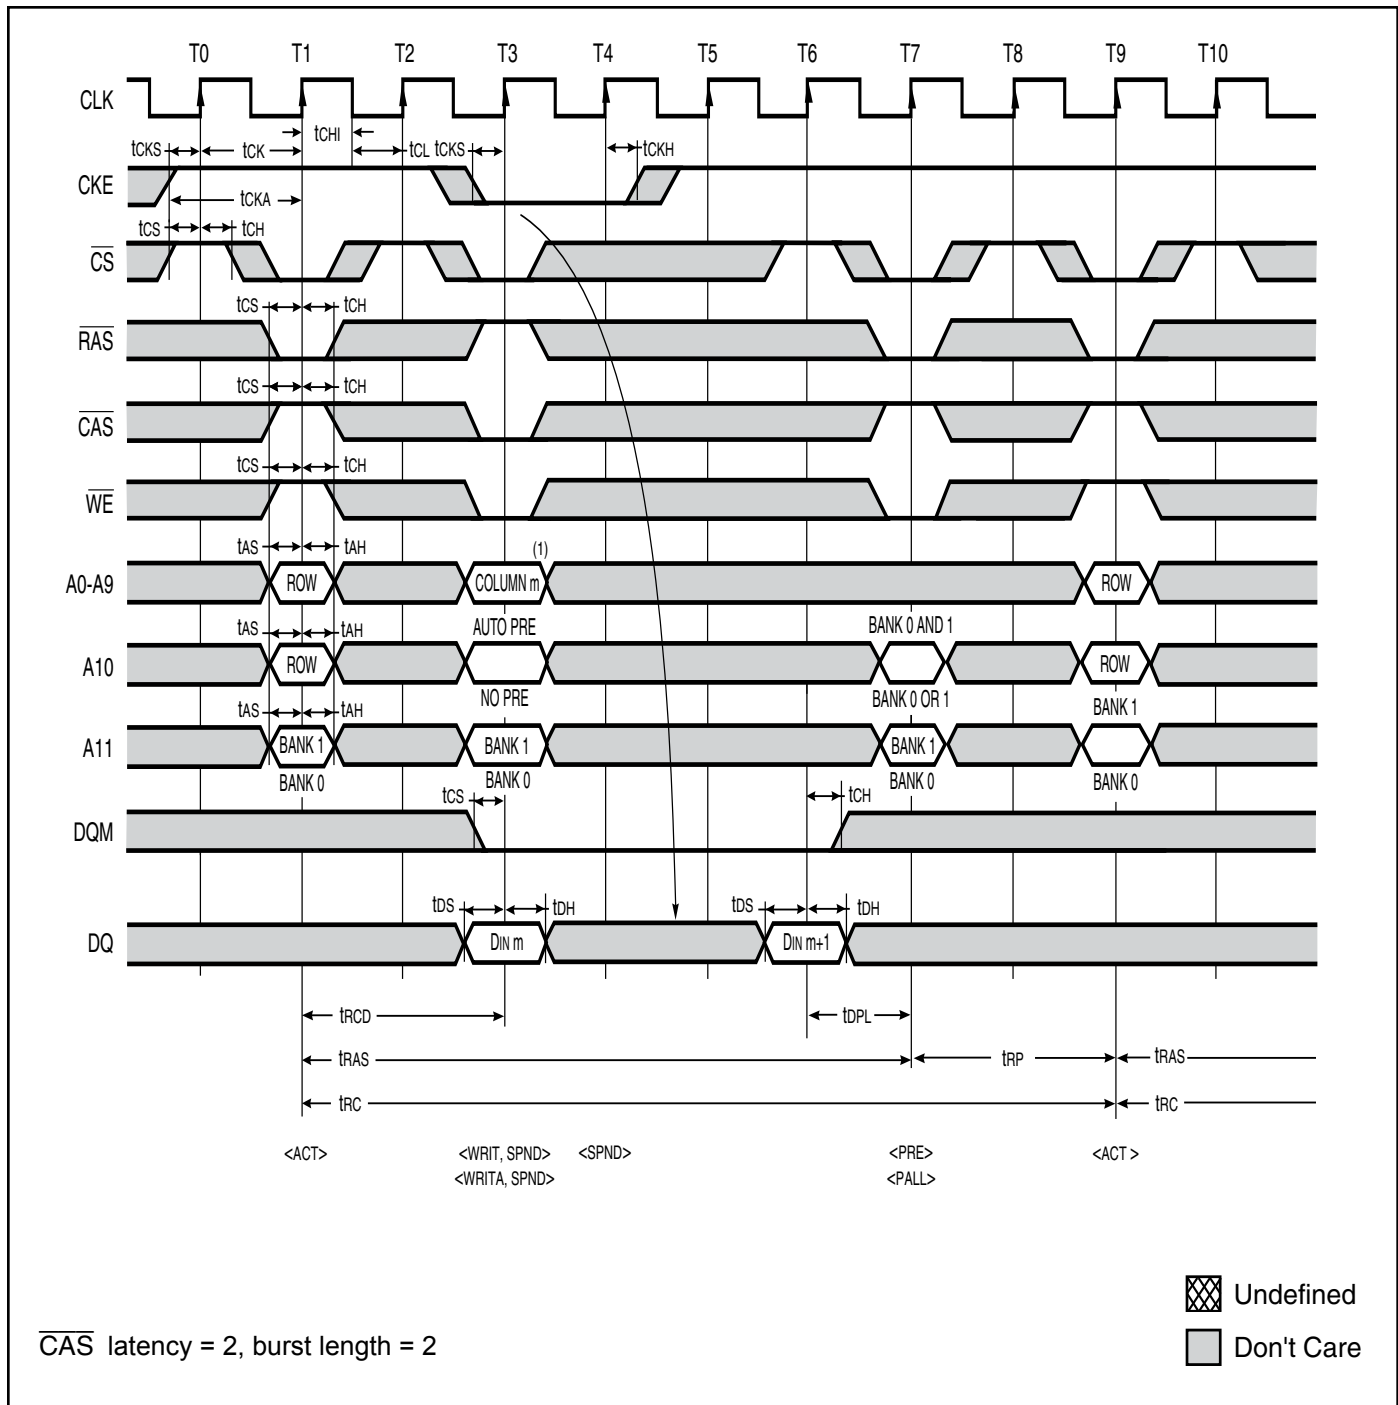 T0 T1 T2 T3 T4 T5 T6 T7 T8 T9 T10
CLK
tCHI
tCKS tCK tCL tCKS tCKH
CKE
tCKA
tCS tCH
CS
tCS tCH
RAS
tCS tCH
CAS
tCS tCH
WE
tAS tAH (1)
A0-A9 ROW COLUMN m ROW
tAS tAH AUTO PRE BANK 0 AND 1
A10 ROW ROW
NO PRE BANK 0 OR 1 BANK 1
tAS tAH
A11 BANK 1 BANK 1 BANK 1
BANK 0 BANK 0 BANK 0 BANK 0
tCS tCH
DQM
tDS tDH tDS tDH
DQ DIN m DIN m+1
tRCD tDPL
tRAS tRP tRAS
tRC tRC
<ACT> <WRIT, SPND> <SPND> <PRE> <ACT >
<WRITA, SPND> <PALL>
Undefined
CAS latency = 2, burst length = 2 Don't Care